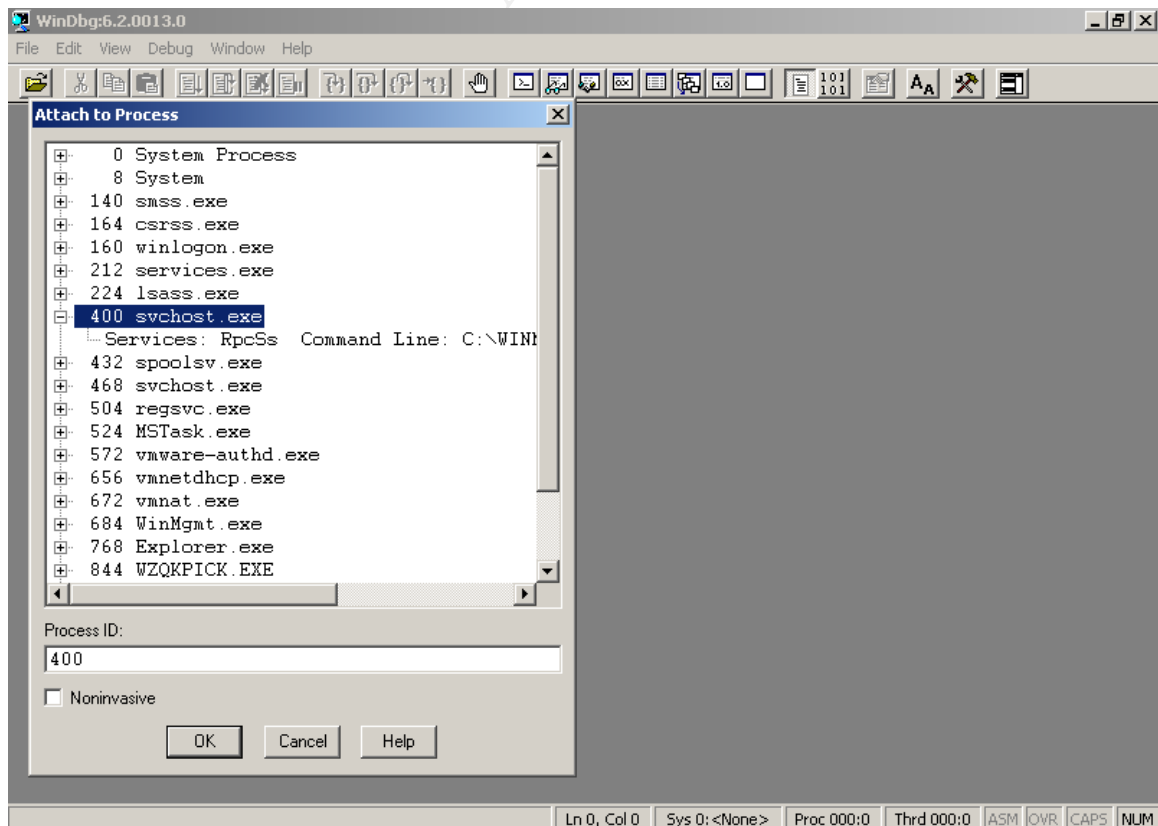 WinDbg:6.2.0013.0
File Edit View Debug Window Help
101
101
AA
Attach to Process
0 System Process
8 System
140 smss.exe
164 csrss.exe
160 winlogon.exe
212 services.exe
224 lsass.exe
400 svchost.exe
Services: RpcSs Command Line: C:\WIN
432 spoolsv.exe
468 svchost.exe
504 regsvc.exe
524 MSTask.exe
572 vmware-authd.exe
656 vmnetdhcp.exe
672 vmnat.exe
684 WinMgmt.exe
768 Explorer.exe
844 WZQKPICK.EXE
Process ID:
400
Noninvasive
OK Cancel Help
Ln 0, Col 0 Sys 0:<None> Proc 000:0 Thrd 000:0 ASM OVR CAPS NUM